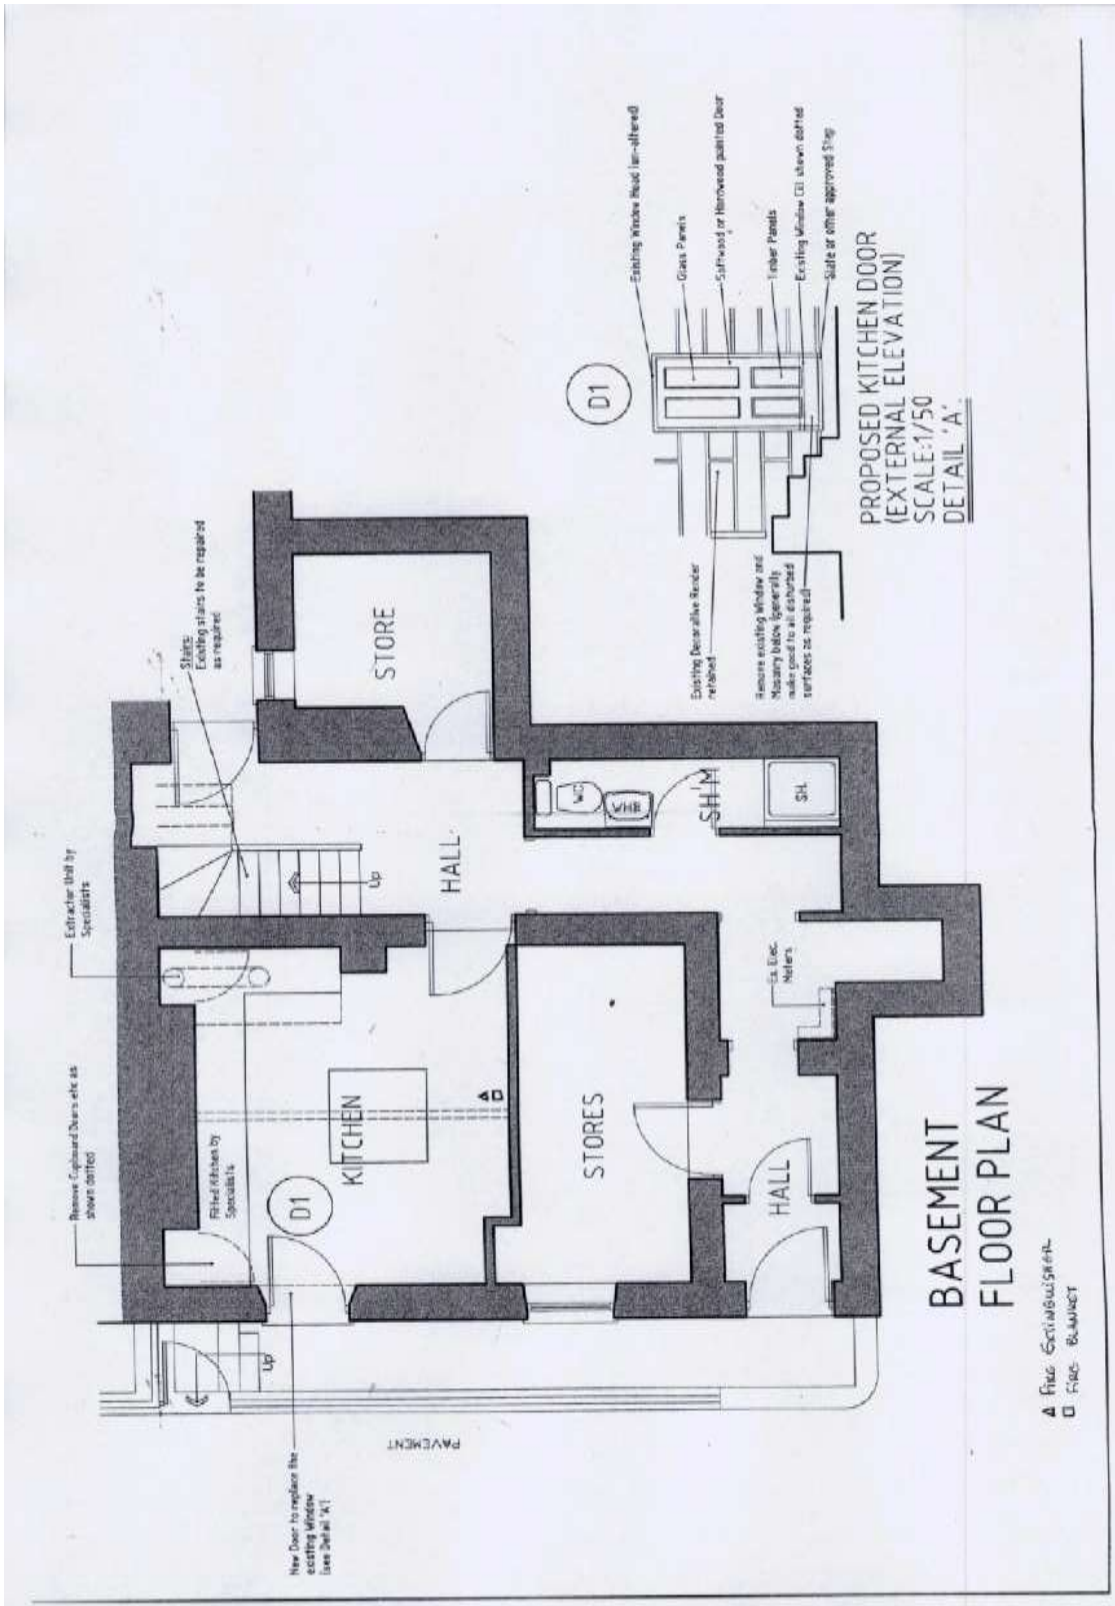 Remove Cupboard Doors etc as
shown dotted
Extractor Unit by
Specialists
Stairs:
Existing stairs to be repaired
as required
Fitted Kitchen by
Specialists
D1
KITCHEN
Up
Up
HALL
STORE
PAVEMENT
New Door to replace the
existing Window
(see Detail 'A')
STORES
WC
WHB
SH'M
SH.
Ex. Elec.
Meters
HALL
BASEMENT
FLOOR PLAN
FIRE EXTINGUISHER
FIRE BLANKET
D1
Existing Window Head (un-altered)
Glass Panels
Softwood or Hardwood painted Door
Timber Panels
Existing Window Cill shown dotted
Slate or other approved Step
Existing Decorative Render
retained
Remove existing Window and
Masonry below (generally
make good to all disturbed
surfaces as required)
PROPOSED KITCHEN DOOR
(EXTERNAL ELEVATION)
SCALE:1/50
DETAIL 'A'.